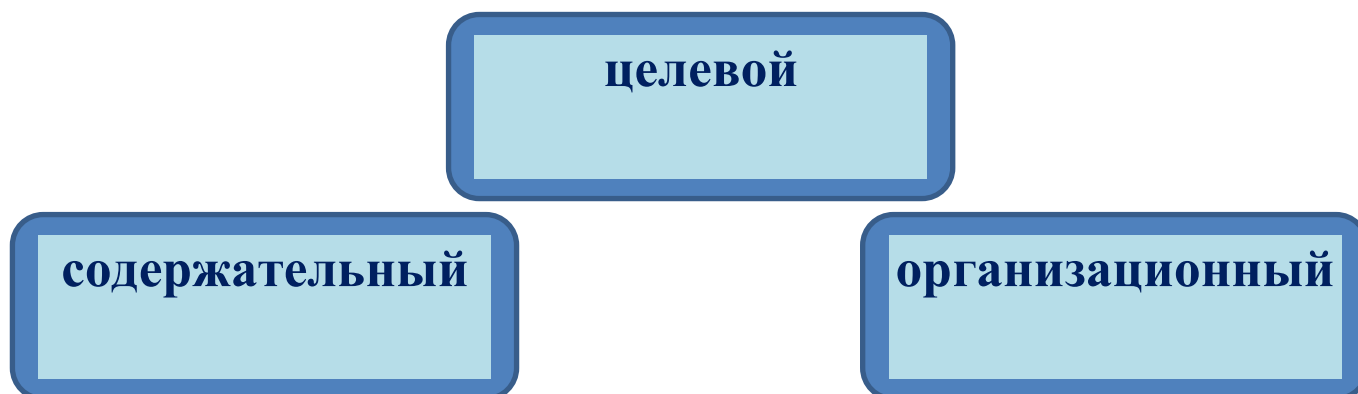 целевой
содержательный
организационный